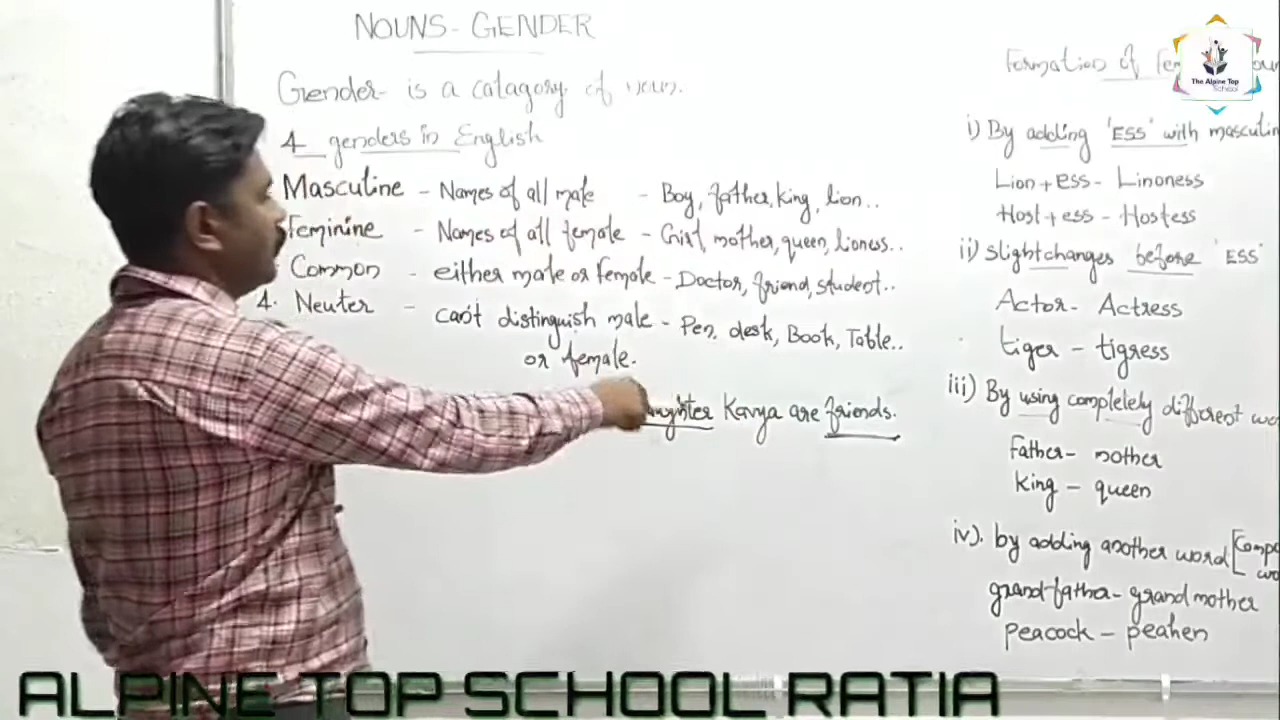 NOUNS - GENDER
Gender - is a catagory of noun.
4 genders in English
Masculine - Names of all male - Boy, father, king, lion..
Feminine - Names of all female - Girl mother, queen, lioness..
Common - either male or female - Doctor, friend, student..
4. Neuter - can't distinguish male - Pen, desk, Book, Table..
or female.
Kavya are friends.
Formation of
i) By adding 'ESS' with masculin
Lion + ess - Linoness
Host + ess - Hostess
ii) slight changes before 'ESS'
Actor - Actress
tiger - tigress
iii) By using completely different wo
Father - mother
king - queen
iv). by adding another word [Compo
wo
grand father - grand mother
Peacock - peahen
The Alpine Top
School
ALPINE TOP SCHOOL RATIA